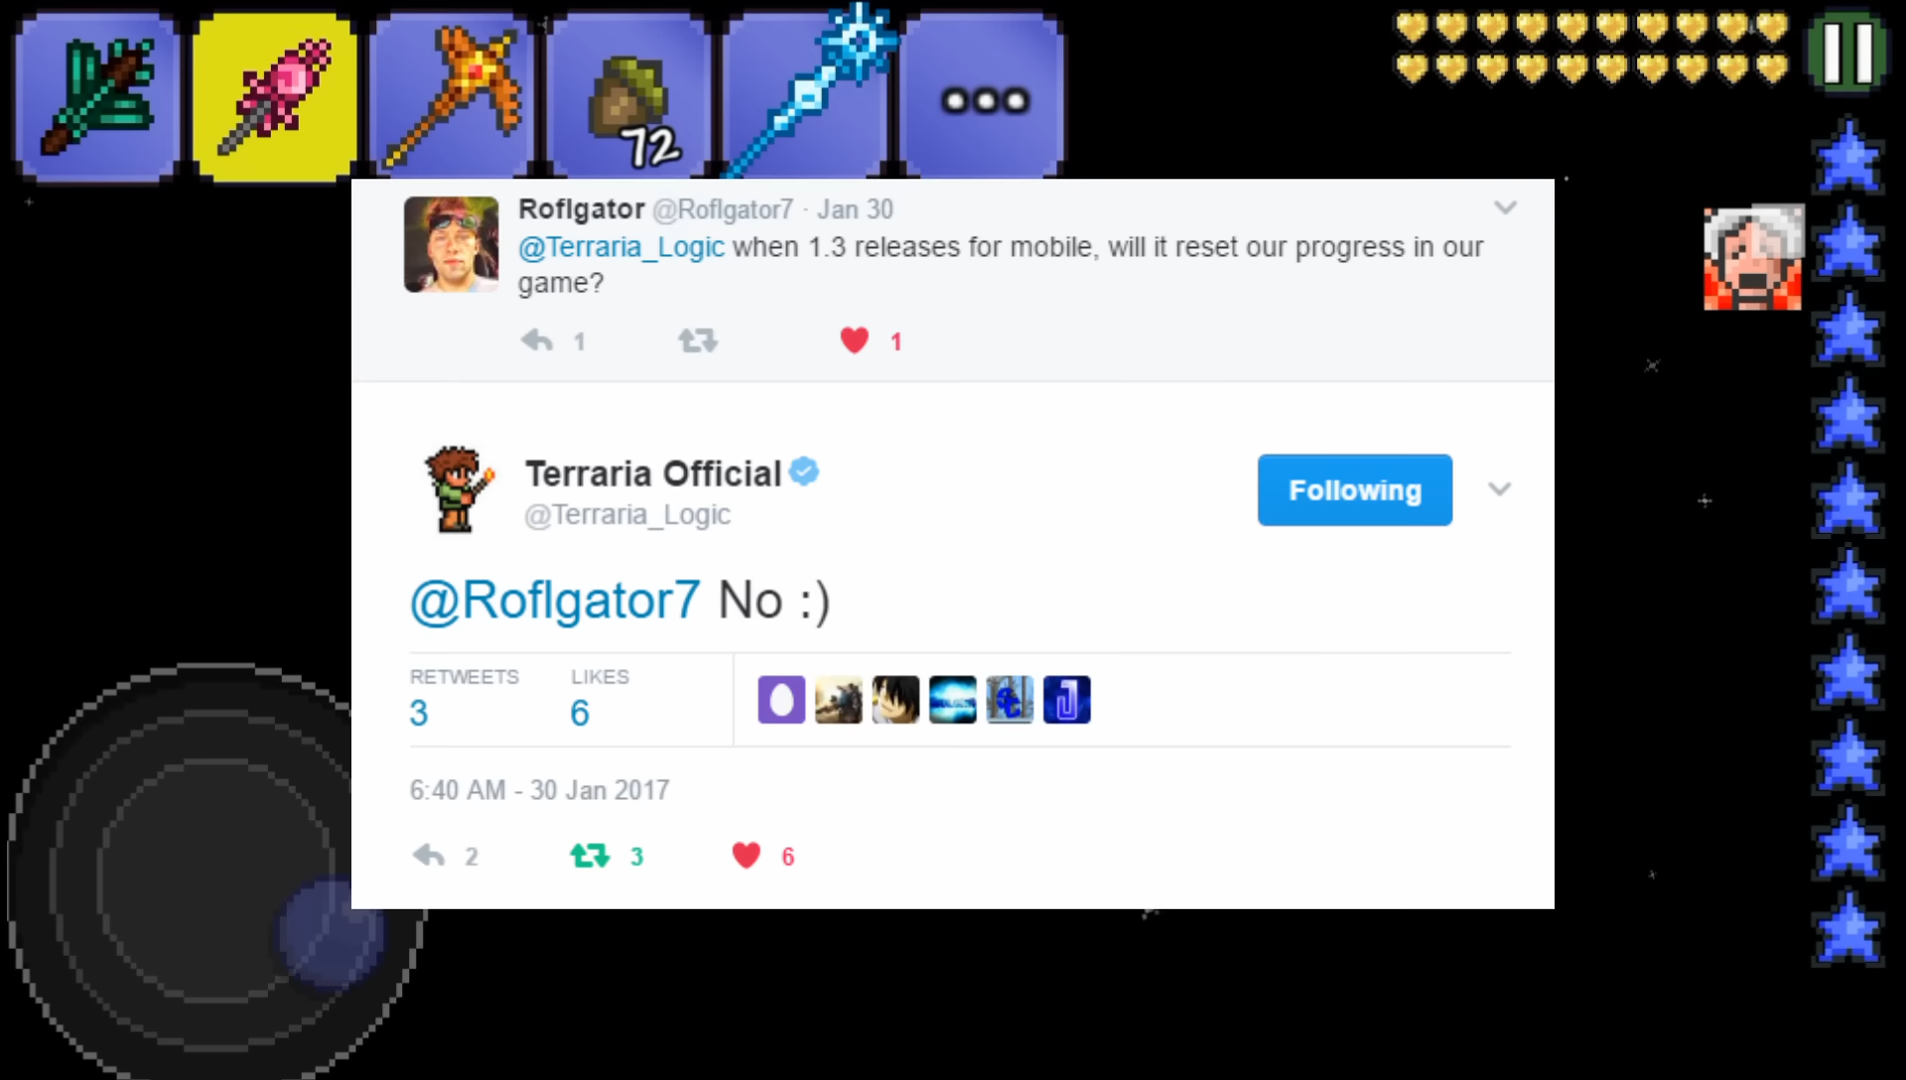 72
Roflgator @Roflgator7 · Jan 30
@Terraria_Logic when 1.3 releases for mobile, will it reset our progress in our
game?
1
1
Terraria Official
@Terraria_Logic
Following
@Roflgator7 No :)
RETWEETS LIKES
3 6
J
6:40 AM - 30 Jan 2017
2 3 6